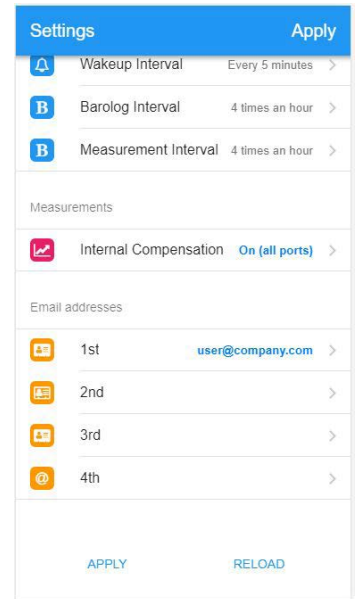 Settings Apply
Wakeup Interval Every 5 minutes
B Barolog Interval 4 times an hour
B Measurement Interval 4 times an hour
Measurements
Internal Compensation On (all ports)
Email addresses
1st user@company.com
2nd
3rd
@ 4th
APPLY RELOAD